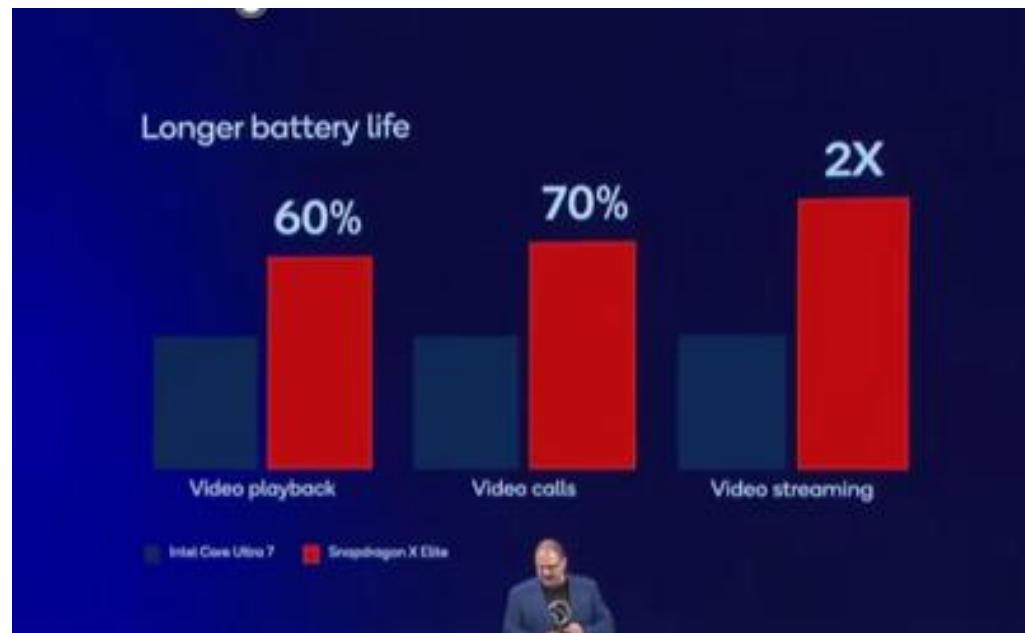 Longer battery life
60%
70%
2X
Video playback
Video calls
Video streaming
Intel Core Ultra 7
Snapdragon X Elite